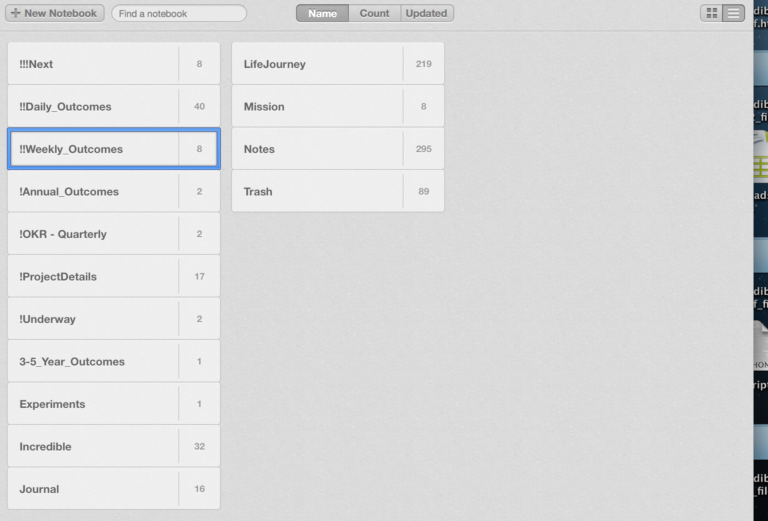 New Notebook
Find a notebook
Name
Count
Updated
!!!Next 8
!!Daily_Outcomes 40
!!Weekly_Outcomes 8
!Annual_Outcomes 2
!OKR - Quarterly 2
!ProjectDetails 17
!Underway 2
3-5_Year_Outcomes 1
Experiments 1
Incredible 32
Journal 16
LifeJourney 219
Mission 8
Notes 295
Trash 89